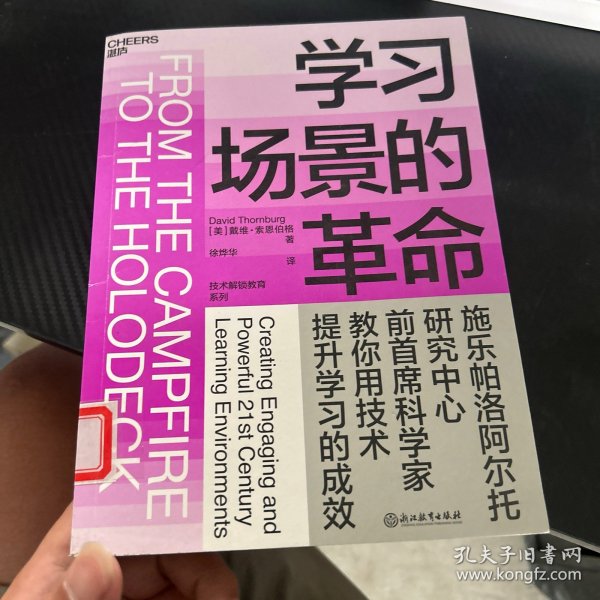 CHEERS
湛庐
FROM THE CAMPFIRE
TO THE HOLODECK
学习
场景的
革命
David Thornburg
[美]戴维·索恩伯格
著
徐烨华
译
技术解锁教育
系列
Creating Engaging and
Powerful 21st Century
Learning Environments
施乐帕洛阿尔托
研究中心
前首席科学家
教你用技术
提升学习的成效
浙江教育出版社
孔夫子旧书网
www.kongfz.com